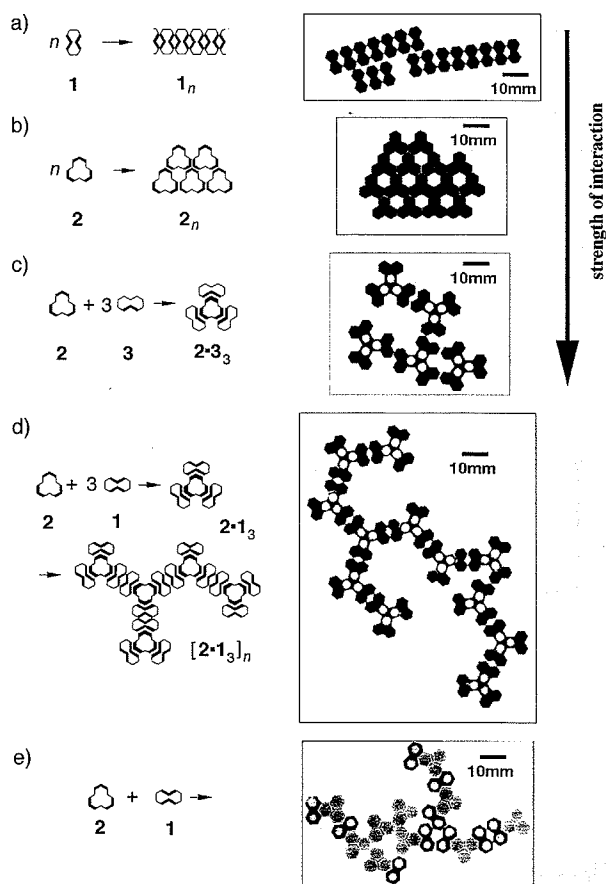 a)
n
1
1n
10mm
b)
n
2
2n
10mm
c)
+ 3
2
3
2·3₃
10mm
strength of interaction
d)
+ 3
2
1
2·1₃
[2·1₃]n
10mm
e)
+
2
1
10mm